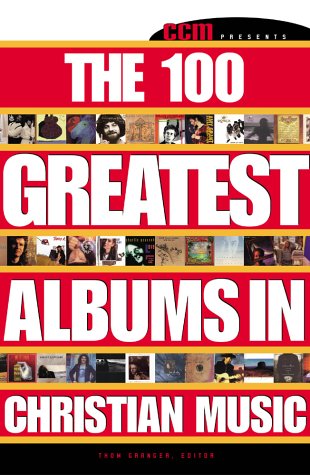 ccm PRESENTS
THE 100
GREATEST
ALBUMS IN
CHRISTIAN MUSIC
THOM GRANGER, EDITOR